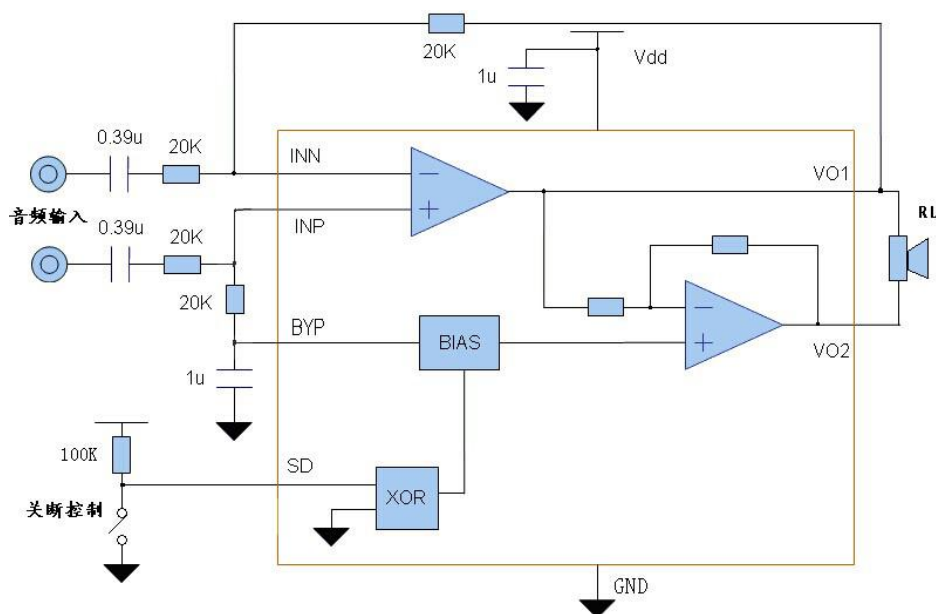 20K
Vdd
1u
0.39u
20K
INN
VO1
音频输入
INP
RL
0.39u
20K
20K
BYP
BIAS
VO2
1u
100K
SD
XOR
关断控制
GND